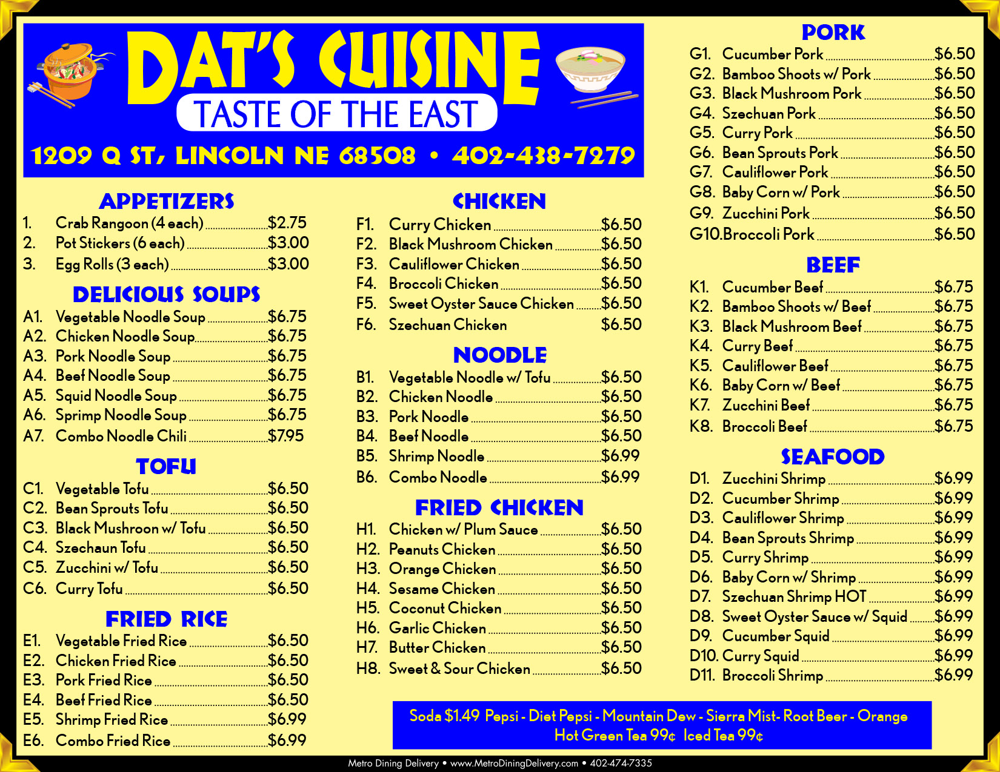 DAT'S CUISINE
TASTE OF THE EAST
1209 Q ST, LINCOLN NE 68508 • 402-438-7279
APPETIZERS
1. Crab Rangoon (4 each) $2.75
2. Pot Stickers (6 each) $3.00
3. Egg Rolls (3 each) $3.00
DELICIOUS SOUPS
A1. Vegetable Noodle Soup $6.75
A2. Chicken Noodle Soup $6.75
A3. Pork Noodle Soup $6.75
A4. Beef Noodle Soup $6.75
A5. Squid Noodle Soup $6.75
A6. Sprimp Noodle Soup $6.75
A7. Combo Noodle Chili $7.95
TOFU
C1. Vegetable Tofu $6.50
C2. Bean Sprouts Tofu $6.50
C3. Black Mushroon w/ Tofu $6.50
C4. Szechaun Tofu $6.50
C5. Zucchini w/ Tofu $6.50
C6. Curry Tofu $6.50
FRIED RICE
E1. Vegetable Fried Rice $6.50
E2. Chicken Fried Rice $6.50
E3. Pork Fried Rice $6.50
E4. Beef Fried Rice $6.50
E5. Shrimp Fried Rice $6.99
E6. Combo Fried Rice $6.99
CHICKEN
F1. Curry Chicken $6.50
F2. Black Mushroom Chicken $6.50
F3. Cauliflower Chicken $6.50
F4. Broccoli Chicken $6.50
F5. Sweet Oyster Sauce Chicken $6.50
F6. Szechuan Chicken $6.50
NOODLE
B1. Vegetable Noodle w/ Tofu $6.50
B2. Chicken Noodle $6.50
B3. Pork Noodle $6.50
B4. Beef Noodle $6.50
B5. Shrimp Noodle $6.99
B6. Combo Noodle $6.99
FRIED CHICKEN
H1. Chicken w/ Plum Sauce $6.50
H2. Peanuts Chicken $6.50
H3. Orange Chicken $6.50
H4. Sesame Chicken $6.50
H5. Coconut Chicken $6.50
H6. Garlic Chicken $6.50
H7. Butter Chicken $6.50
H8. Sweet & Sour Chicken $6.50
PORK
G1. Cucumber Pork $6.50
G2. Bamboo Shoots w/ Pork $6.50
G3. Black Mushroom Pork $6.50
G4. Szechuan Pork $6.50
G5. Curry Pork $6.50
G6. Bean Sprouts Pork $6.50
G7. Cauliflower Pork $6.50
G8. Baby Corn w/ Pork $6.50
G9. Zucchini Pork $6.50
G10.Broccoli Pork $6.50
BEEF
K1. Cucumber Beef $6.75
K2. Bamboo Shoots w/ Beef $6.75
K3. Black Mushroom Beef $6.75
K4. Curry Beef $6.75
K5. Cauliflower Beef $6.75
K6. Baby Corn w/ Beef $6.75
K7. Zucchini Beef $6.75
K8. Broccoli Beef $6.75
SEAFOOD
D1. Zucchini Shrimp $6.99
D2. Cucumber Shrimp $6.99
D3. Cauliflower Shrimp $6.99
D4. Bean Sprouts Shrimp $6.99
D5. Curry Shrimp $6.99
D6. Baby Corn w/ Shrimp $6.99
D7. Szechuan Shrimp HOT $6.99
D8. Sweet Oyster Sauce w/ Squid $6.99
D9. Cucumber Squid $6.99
D10. Curry Squid $6.99
D11. Broccoli Shrimp $6.99
Soda $1.49 Pepsi - Diet Pepsi - Mountain Dew - Sierra Mist- Root Beer - Orange
Hot Green Tea 99¢ Iced Tea 99¢
Metro Dining Delivery • www.MetroDiningDelivery.com • 402-474-7335